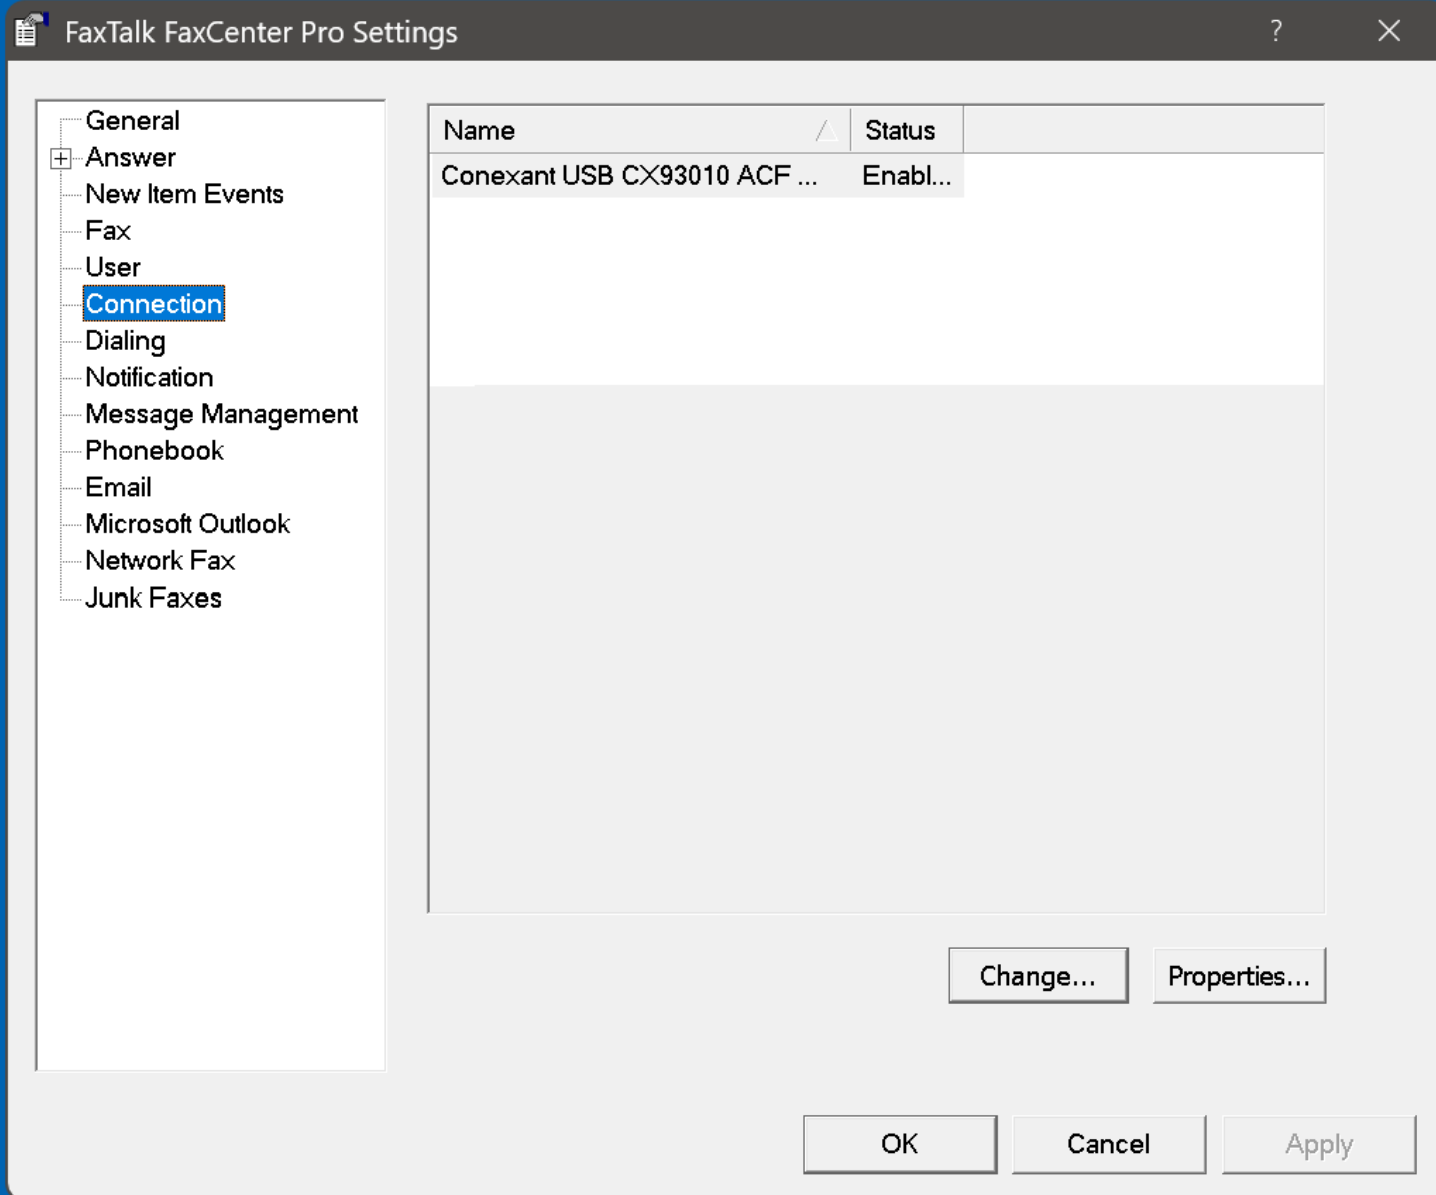 FaxTalk FaxCenter Pro Settings
?
General
Answer
New Item Events
Fax
User
Connection
Dialing
Notification
Message Management
Phonebook
Email
Microsoft Outlook
Network Fax
Junk Faxes
Name Status
Conexant USB CX93010 ACF ... Enabl...
Change... Properties...
OK Cancel Apply